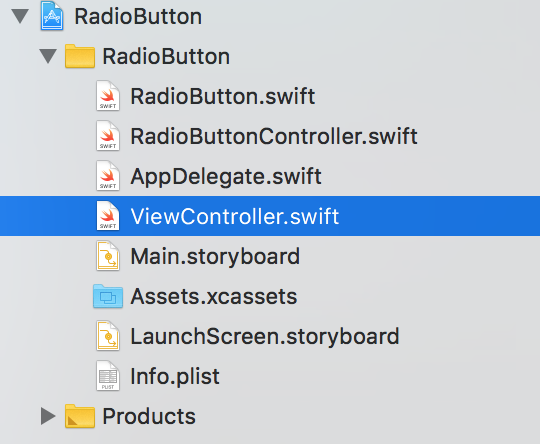 RadioButton
RadioButton
RadioButton.swift
RadioButtonController.swift
AppDelegate.swift
ViewController.swift
Main.storyboard
Assets.xcassets
LaunchScreen.storyboard
Info.plist
Products
SWIFT
SWIFT
SWIFT
SWIFT
PLIST